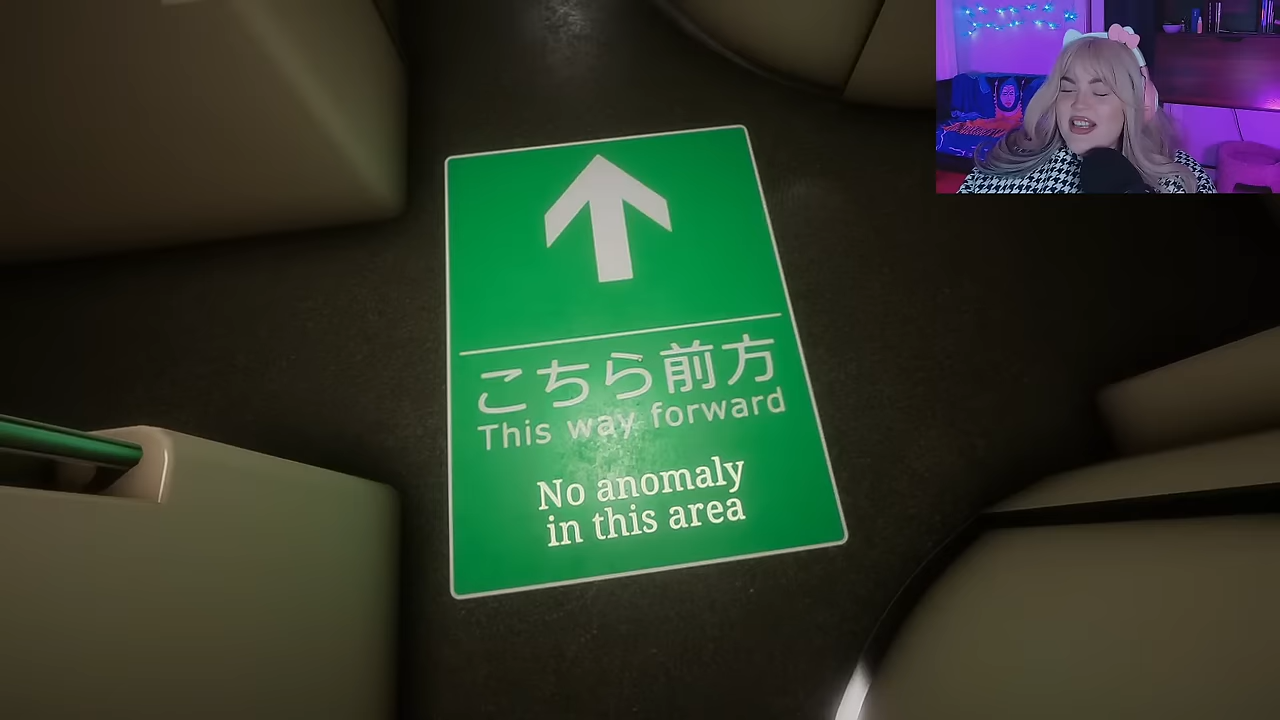 こちら前方
This way forward
No anomaly
in this area